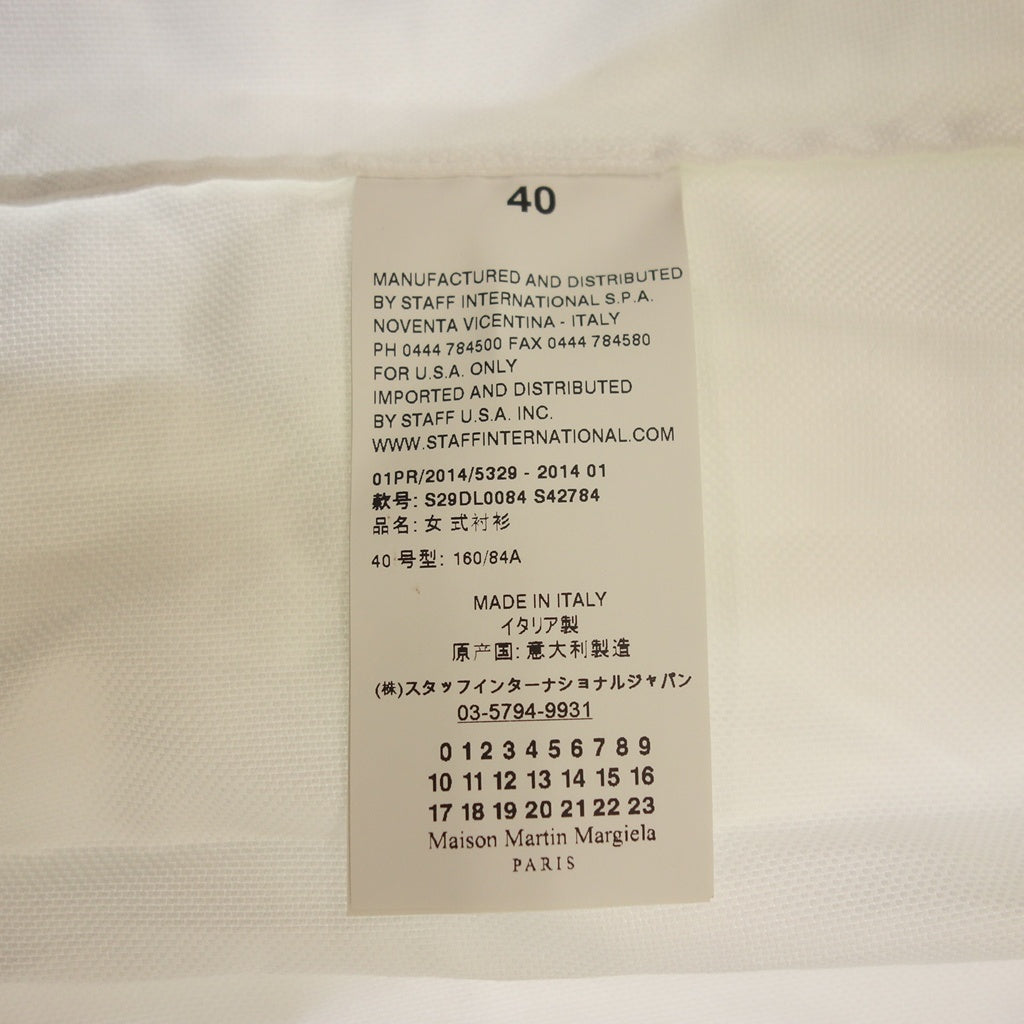 40
MANUFACTURED AND DISTRIBUTED
BY STAFF INTERNATIONAL S.P.A.
NOVENTA VICENTINA - ITALY
PH 0444 784500 FAX 0444 784580
FOR U.S.A. ONLY
IMPORTED AND DISTRIBUTED
BY STAFF U.S.A. INC.
WWW.STAFFINTERNATIONAL.COM
01PR/2014/5329 - 2014 01
款号: S29DL0084 S42784
品名: 女 式衬衫
40 号型: 160/84A
MADE IN ITALY
イタリア製
原产国: 意大利製造
(株)スタッフインターナショナルジャパン
03-5794-9931
0 1 2 3 4 5 6 7 8 9
10 11 12 13 14 15 16
17 18 19 20 21 22 23
Maison Martin Margiela
PARIS